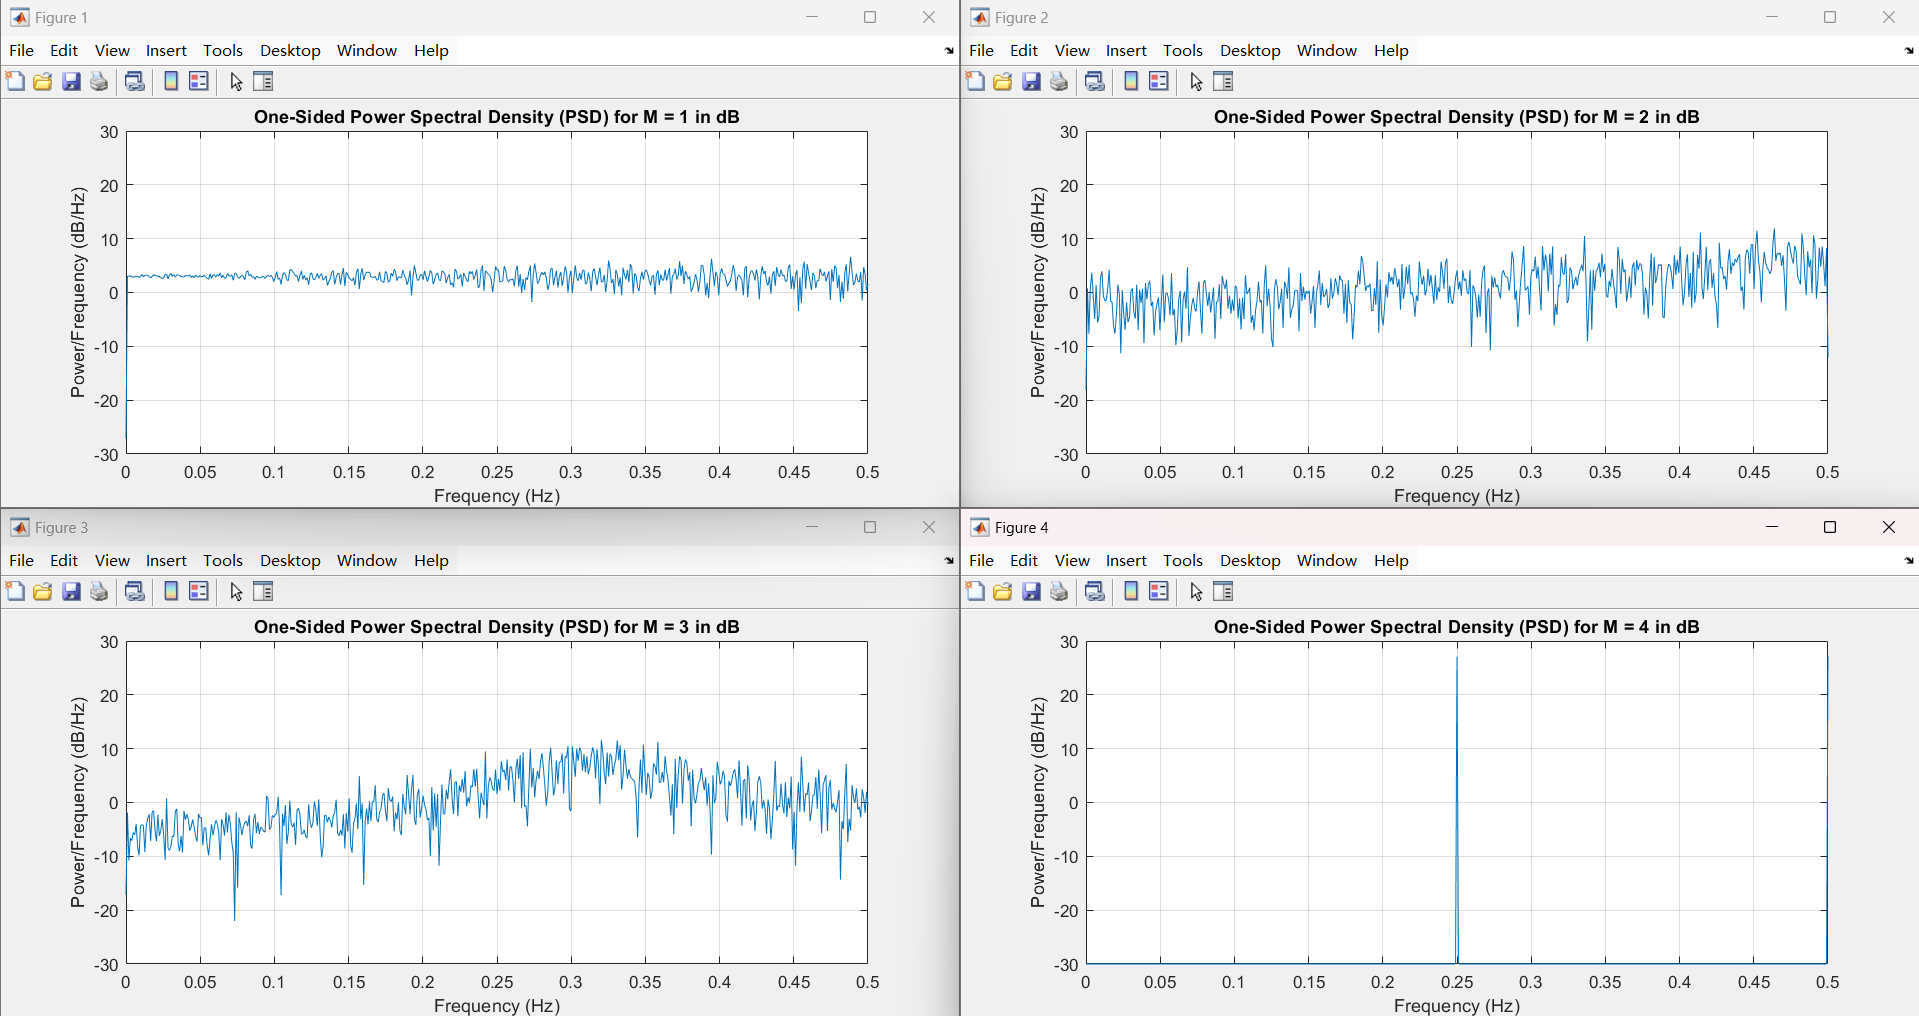 Figure 1
File Edit View Insert Tools Desktop Window Help
One-Sided Power Spectral Density (PSD) for M = 1 in dB
Power/Frequency (dB/Hz)
30
20
10
0
-10
-20
-30
0 0.05 0.1 0.15 0.2 0.25 0.3 0.35 0.4 0.45 0.5
Frequency (Hz)
Figure 2
File Edit View Insert Tools Desktop Window Help
One-Sided Power Spectral Density (PSD) for M = 2 in dB
Power/Frequency (dB/Hz)
30
20
10
0
-10
-20
-30
0 0.05 0.1 0.15 0.2 0.25 0.3 0.35 0.4 0.45 0.5
Frequency (Hz)
Figure 3
File Edit View Insert Tools Desktop Window Help
One-Sided Power Spectral Density (PSD) for M = 3 in dB
Power/Frequency (dB/Hz)
30
20
10
0
-10
-20
-30
0 0.05 0.1 0.15 0.2 0.25 0.3 0.35 0.4 0.45 0.5
Frequency (Hz)
Figure 4
File Edit View Insert Tools Desktop Window Help
One-Sided Power Spectral Density (PSD) for M = 4 in dB
Power/Frequency (dB/Hz)
30
20
10
0
-10
-20
-30
0 0.05 0.1 0.15 0.2 0.25 0.3 0.35 0.4 0.45 0.5
Frequency (Hz)